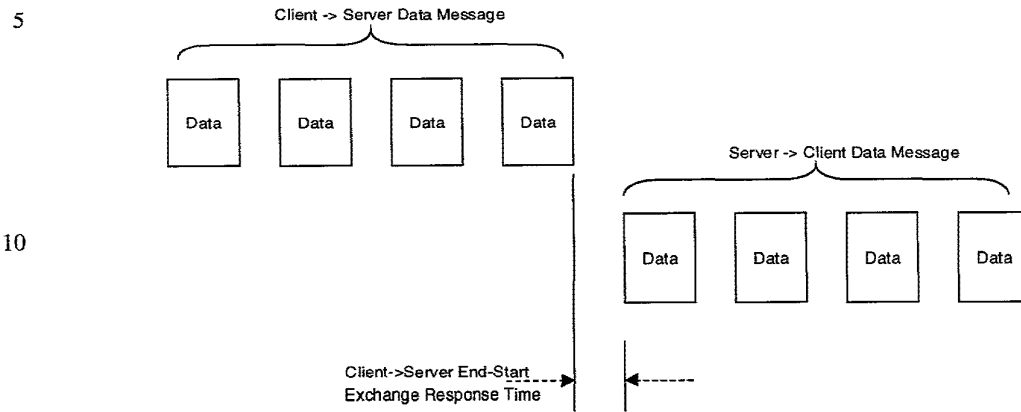 5
Client -> Server Data Message
Data Data Data Data
Server -> Client Data Message
10
Data Data Data Data
Client->Server End-Start
Exchange Response Time